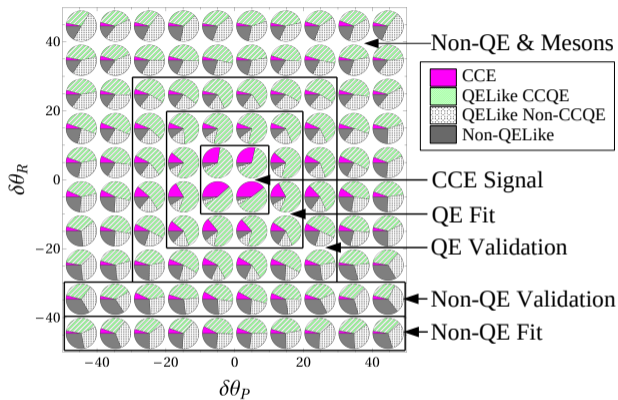 40
20
0
−20
−40
δθR
−40
−20
0
20
40
δθP
Non-QE & Mesons
CCE
QELike CCQE
QELike Non-CCQE
Non-QELike
CCE Signal
QE Fit
QE Validation
Non-QE Validation
Non-QE Fit